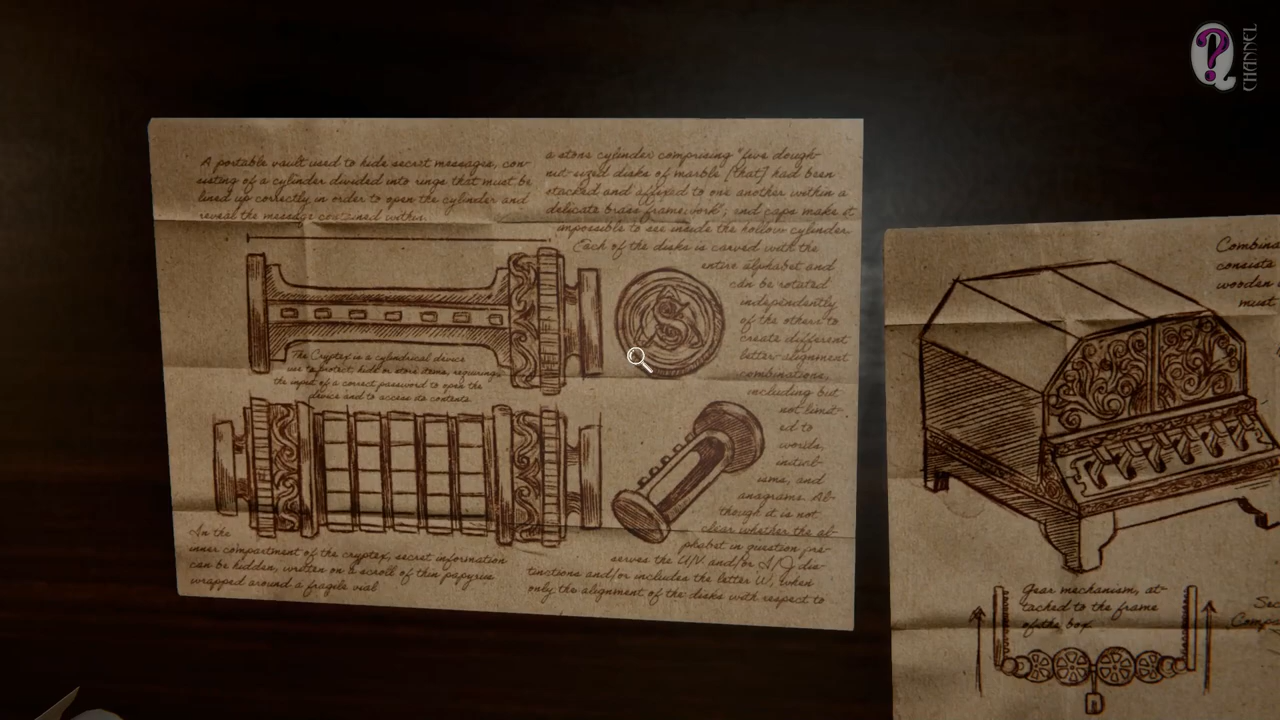 A portable vault used to hide secret messages, con-
sisting of a cylinder divided into rings that must be
lined up correctly in order to open the cylinder and
reveal the message contained within.
The Cryptex is a cylindrical device
use to protect, hide or store items, requiring
the input of a correct password to open the
device and to access its contents.
In the
inner compartment of the cryptex, secret information
can be hidden, written on a scroll of thin papyrus
wrapped around a fragile vial
a stone cylinder comprising "five dough-
nut-sized disks of marble [that] had been
stacked and affixed to one another within a
delicate brass framework"; end caps make it
impossible to see inside the hollow cylinder.
Each of the disks is carved with the
entire alphabet and
can be rotated
independently
of the others to
create different
letter-alignment
combinations,
including but
not limit-
ed to
words,
initial-
isms, and
anagrams. Al-
though it is not
clear whether the al-
phabet in question pre-
serves the U/V and/or I/J dis-
tinctions and/or includes the letter W, when
only the alignment of the disks with respect to
S
Combina
consiste
wooden
must
Gear mechanism, at-
tached to the frame
of the box
Sec
Comp
? CHANNEL